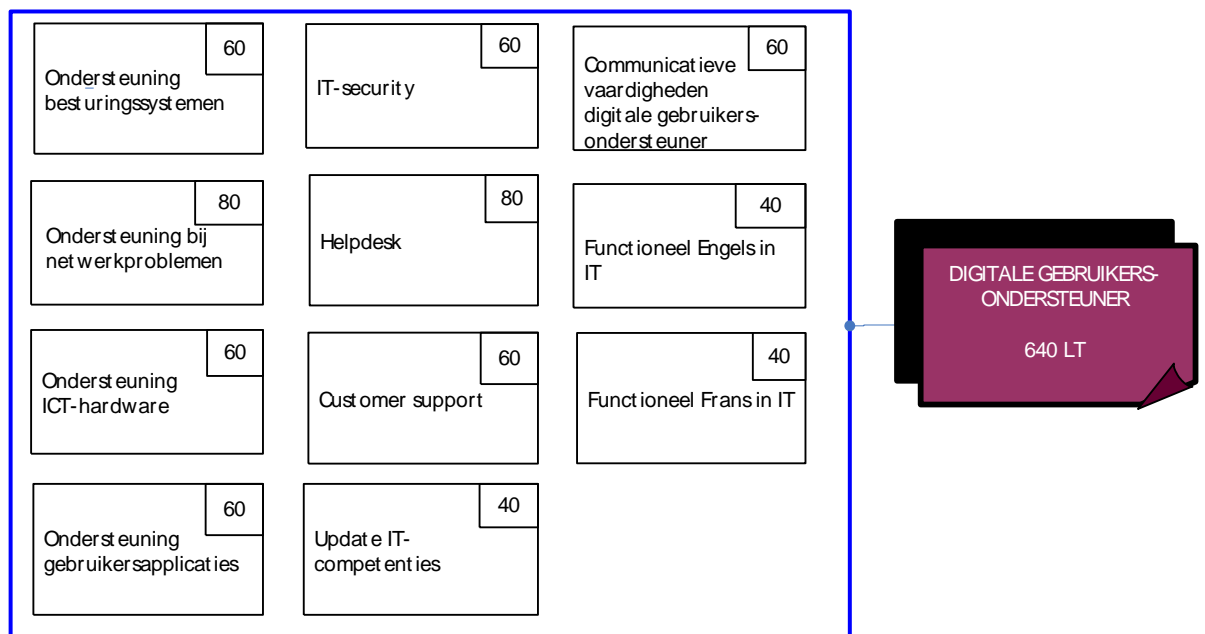 60
Ondersteuning
besturingssystemen
60
IT-security
60
Communicatieve
vaardigheden
digitale gebruikers-
ondersteuner
80
Ondersteuning bij
netwerkproblemen
80
Helpdesk
40
Functioneel Engels in
IT
60
Ondersteuning
ICT-hardware
60
Customer support
40
Functioneel Frans in IT
60
Ondersteuning
gebruikersapplicaties
40
Update IT-
competenties
DIGITALE GEBRUIKERS-
ONDERSTEUNER
640 LT